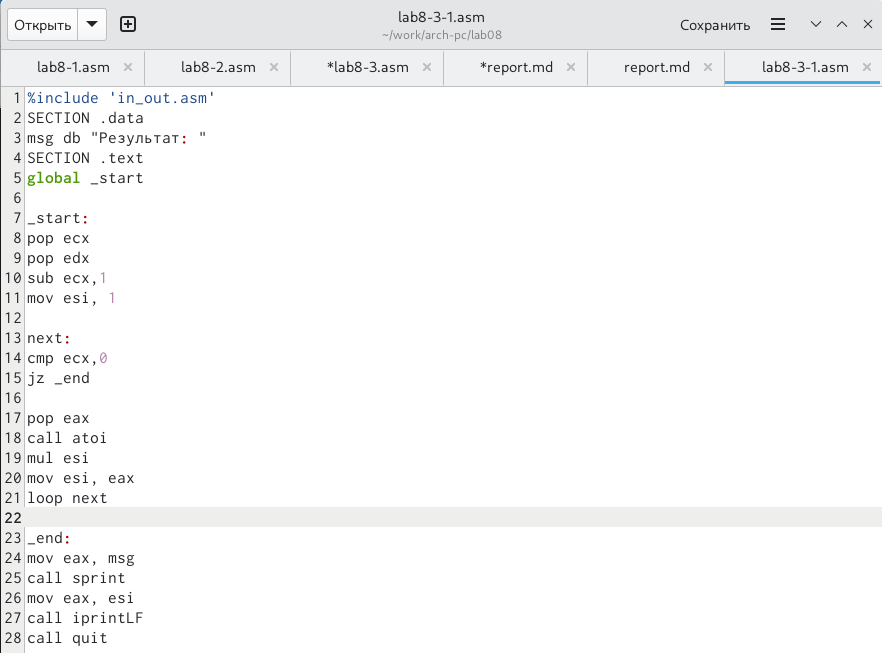 Открыть
lab8-3-1.asm
~/work/arch-pc/lab08
Сохранить
lab8-1.asm
lab8-2.asm
*lab8-3.asm
*report.md
report.md
lab8-3-1.asm
1 %include 'in_out.asm'
2 SECTION .data
3 msg db "Результат: "
4 SECTION .text
5 global _start
6
7 _start:
8 pop ecx
9 pop edx
10 sub ecx,1
11 mov esi, 1
12
13 next:
14 cmp ecx,0
15 jz _end
16
17 pop eax
18 call atoi
19 mul esi
20 mov esi, eax
21 loop next
22
23 _end:
24 mov eax, msg
25 call sprint
26 mov eax, esi
27 call iprintLF
28 call quit